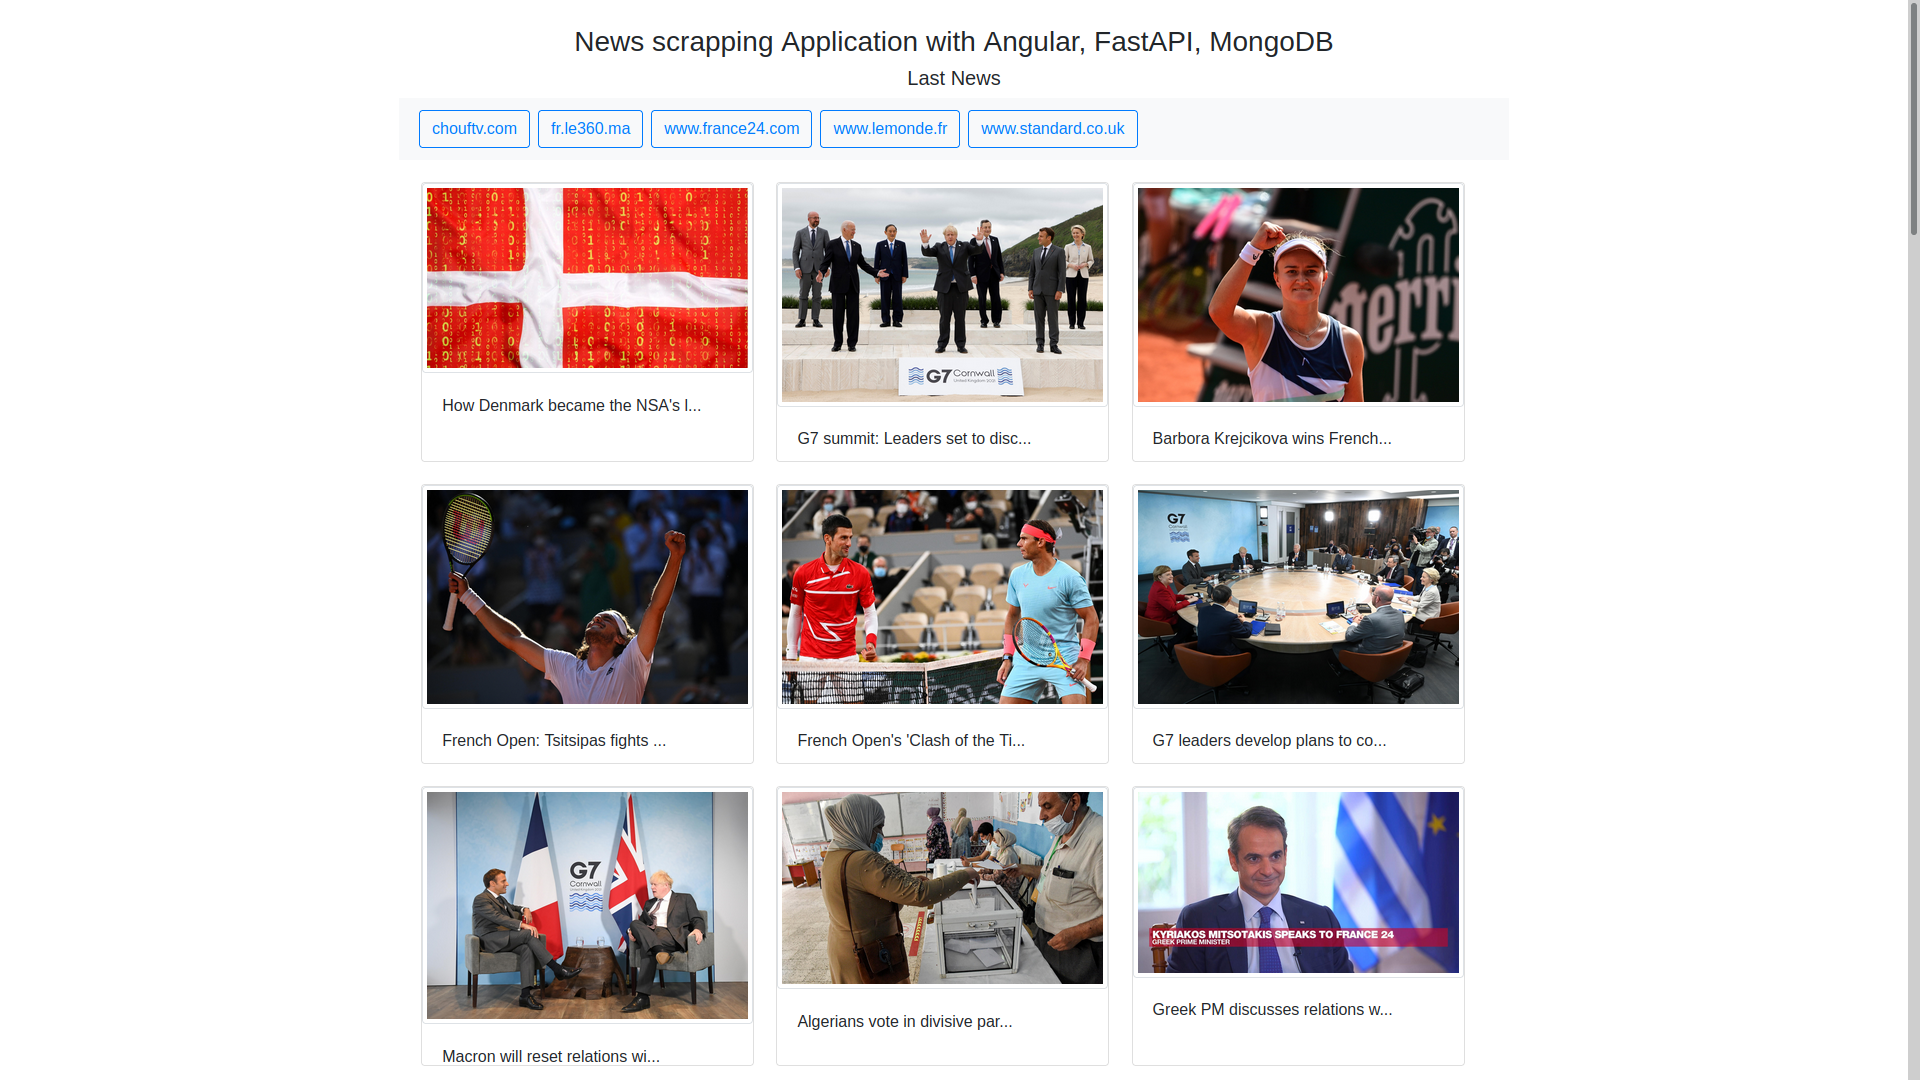 News scrapping Application with Angular, FastAPI, MongoDB
Last News
chouftv.com fr.le360.ma www.france24.com www.lemonde.fr www.standard.co.uk
G7 Cornwall
United Kingdom 2021
How Denmark became the NSA's l...
G7 summit: Leaders set to disc...
Barbora Krejcikova wins French...
G7
French Open: Tsitsipas fights ...
French Open's 'Clash of the Ti...
G7 leaders develop plans to co...
G7
Cornwall
KYRIAKOS MITSOTAKIS SPEAKS TO FRANCE 24
GREEK PRIME MINISTER
Macron will reset relations wi...
Algerians vote in divisive par...
Greek PM discusses relations w...